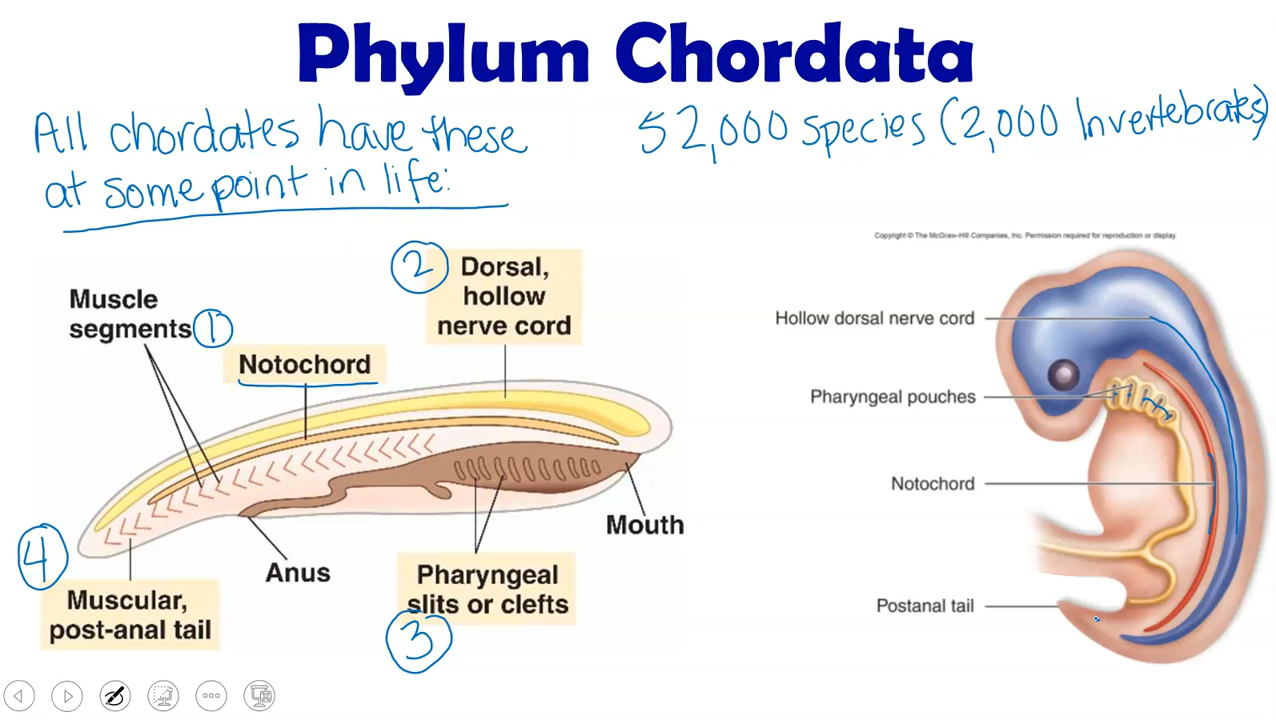 Phylum Chordata
All chordates have these
at some point in life:
52,000 species (2,000 Invertebrates)
Copyright © The McGraw-Hill Companies, Inc. Permission required for reproduction or display.
2
Dorsal,
hollow
nerve cord
Muscle
segments
1
Notochord
Mouth
Anus
4
Muscular,
post-anal tail
Pharyngeal
slits or clefts
3
Hollow dorsal nerve cord
Pharyngeal pouches
Notochord
Postanal tail